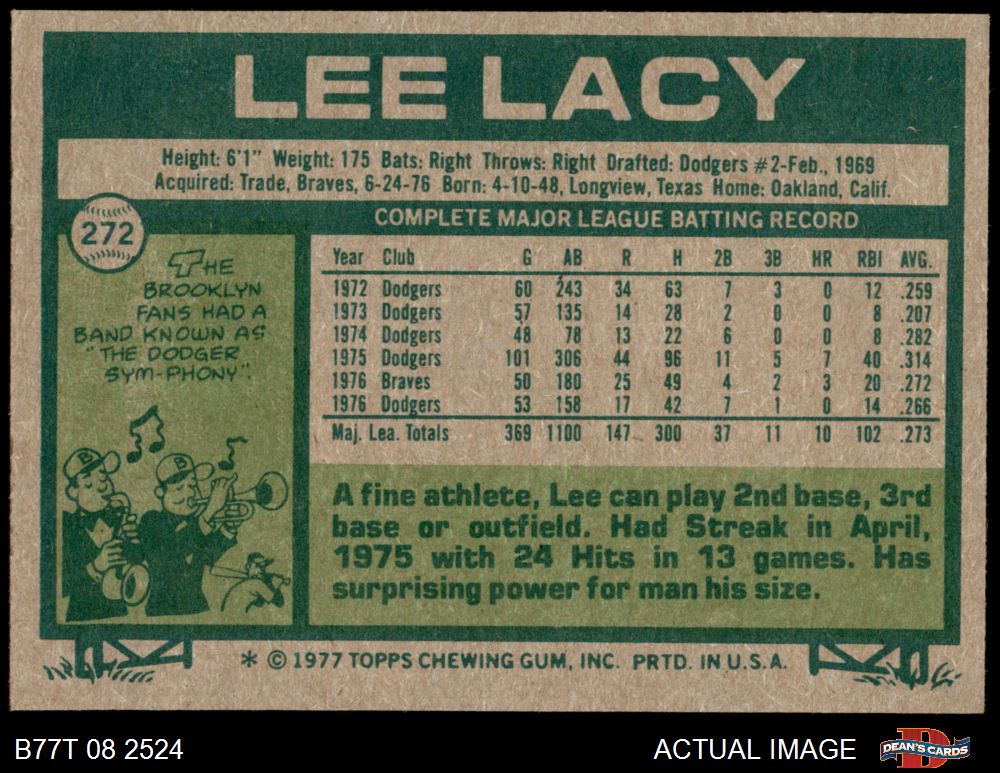 LEE LACY
Height: 6'1" Weight: 175 Bats: Right Throws: Right Drafted: Dodgers #2-Feb., 1969
Acquired: Trade, Braves, 6-24-76 Born: 4-10-48, Longview, Texas Home: Oakland, Calif.
272
THE
BROOKLYN
FANS HAD A
BAND KNOWN AS
"THE DODGER
SYM-PHONY".
B
B
COMPLETE MAJOR LEAGUE BATTING RECORD
Year Club G AB R H 2B 3B HR RBI AVG.
1972 Dodgers 60 243 34 63 7 3 0 12 .259
1973 Dodgers 57 135 14 28 2 0 0 8 .207
1974 Dodgers 48 78 13 22 6 0 0 8 .282
1975 Dodgers 101 306 44 96 11 5 7 40 .314
1976 Braves 50 180 25 49 4 2 3 20 .272
1976 Dodgers 53 158 17 42 7 1 0 14 .266
Maj. Lea. Totals 369 1100 147 300 37 11 10 102 .273
A fine athlete, Lee can play 2nd base, 3rd
base or outfield. Had Streak in April,
1975 with 24 Hits in 13 games. Has
surprising power for man his size.
* © 1977 TOPPS CHEWING GUM, INC. PRTD. IN U.S.A.
B77T 08 2524 ACTUAL IMAGE
D
DEAN'S CARDS